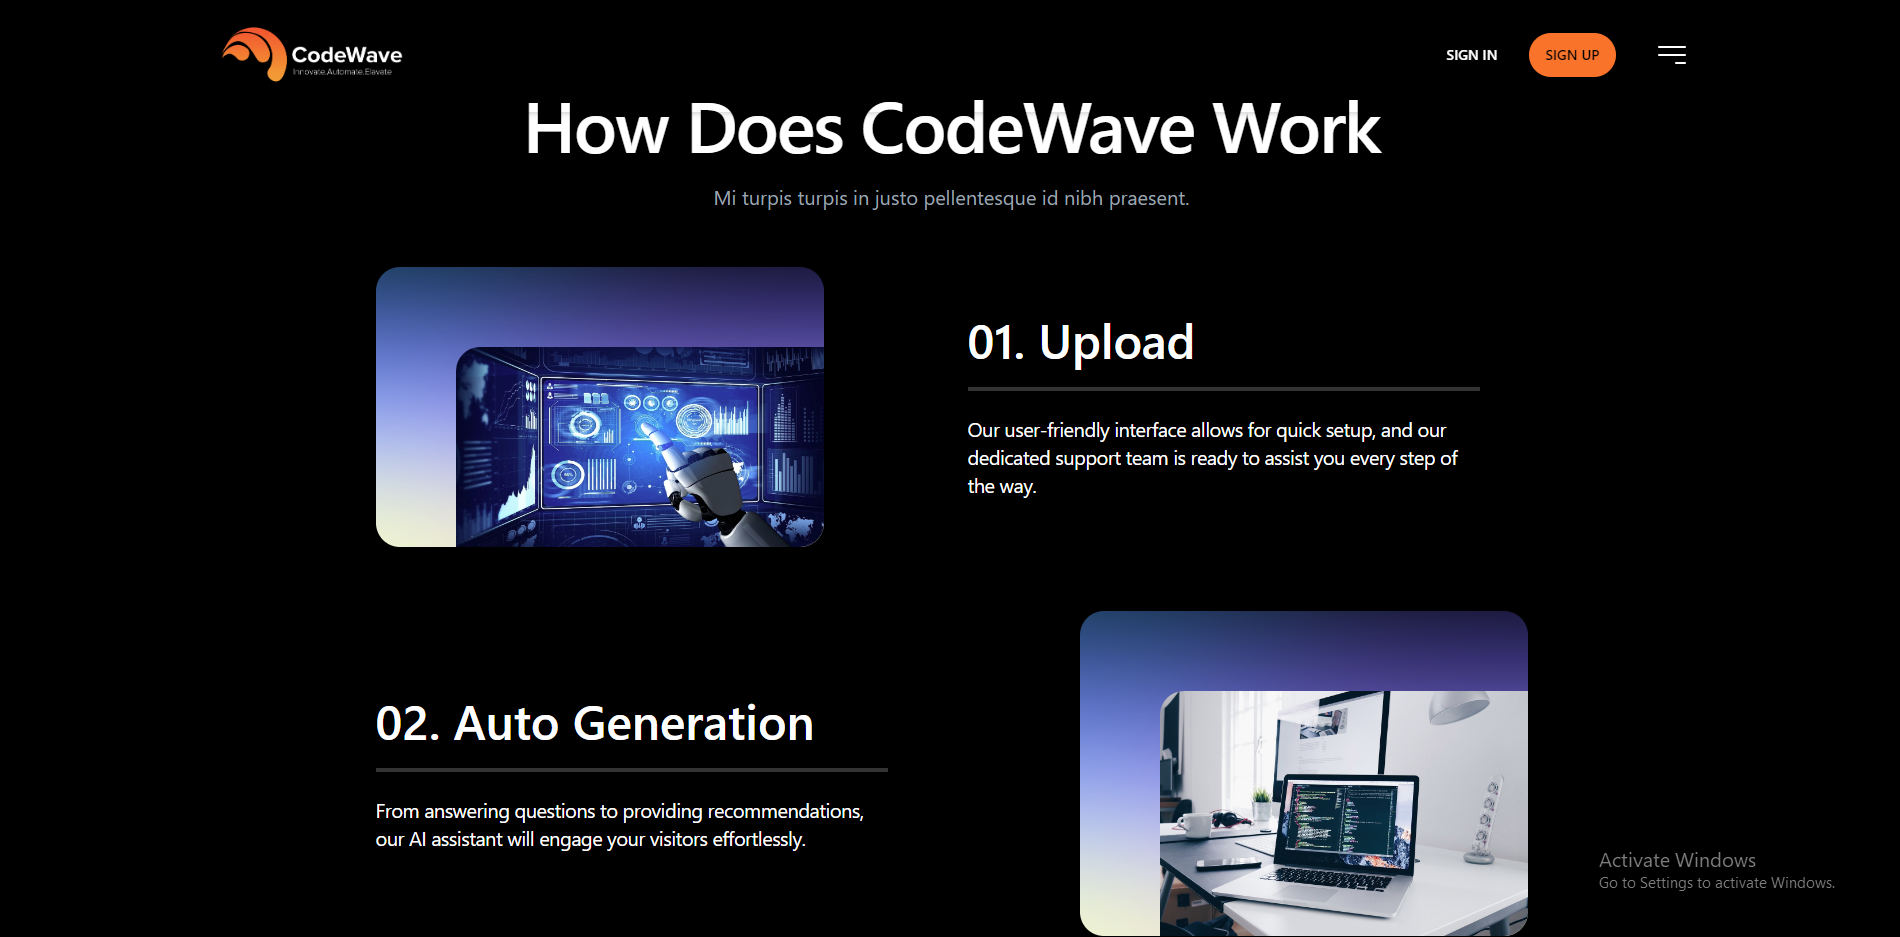 CodeWave
Innovate.Automate.Elavate
SIGN IN
SIGN UP
How Does CodeWave Work
Mi turpis turpis in justo pellentesque id nibh praesent.
01. Upload
Our user-friendly interface allows for quick setup, and our
dedicated support team is ready to assist you every step of
the way.
02. Auto Generation
From answering questions to providing recommendations,
our AI assistant will engage your visitors effortlessly.
Activate Windows
Go to Settings to activate Windows.